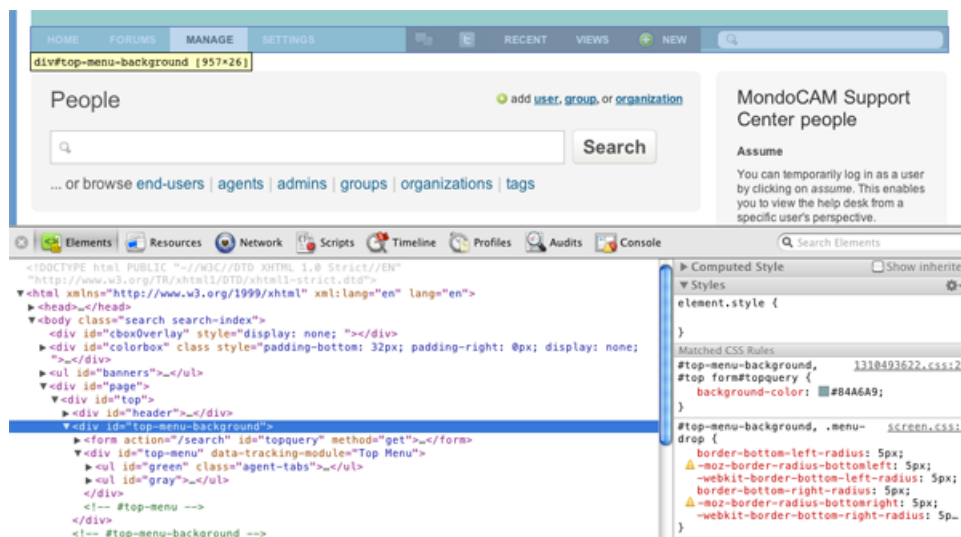 HOME FORUMS MANAGE SETTINGS RECENT VIEWS NEW
div#top-menu-background [957×26]
People
add user, group, or organization
Search
... or browse end-users | agents | admins | groups | organizations | tags
MondoCAM Support
Center people
Assume
You can temporarily log in as a user
by clicking on assume. This enables
you to view the help desk from a
specific user's perspective.
Elements Resources Network Scripts Timeline Profiles Audits Console Search Elements
<!DOCTYPE html PUBLIC "-//W3C//DTD XHTML 1.0 Strict//EN"
"http://www.w3.org/TR/xhtml1/DTD/xhtml1-strict.dtd">
▼<html xmlns="http://www.w3.org/1999/xhtml" xml:lang="en" lang="en">
▶<head>…</head>
▼<body class="search search-index">
<div id="cboxOverlay" style="display: none; "></div>
▶<div id="colorbox" class style="padding-bottom: 32px; padding-right: 0px; display: none;
">…</div>
▶<ul id="banners">…</ul>
▼<div id="page">
▼<div id="top">
▶<div id="header">…</div>
▼<div id="top-menu-background">
▶<form action="/search" id="topquery" method="get">…</form>
▼<div id="top-menu" data-tracking-module="Top Menu">
▶<ul id="green" class="agent-tabs">…</ul>
▶<ul id="gray">…</ul>
</div>
<!-- #top-menu -->
</div>
<!-- #top-menu-background -->
▶ Computed Style Show inherite
▼ Styles
element.style {
}
Matched CSS Rules
#top-menu-background, 1310493622.css:2
#top form#topquery {
background-color: #84A6A9;
}
#top-menu-background, .menu- screen.css:
drop {
border-bottom-left-radius: 5px;
-moz-border-radius-bottomleft: 5px;
-webkit-border-bottom-left-radius: 5px;
border-bottom-right-radius: 5px;
-moz-border-radius-bottomright: 5px;
-webkit-border-bottom-right-radius: 5p…
}